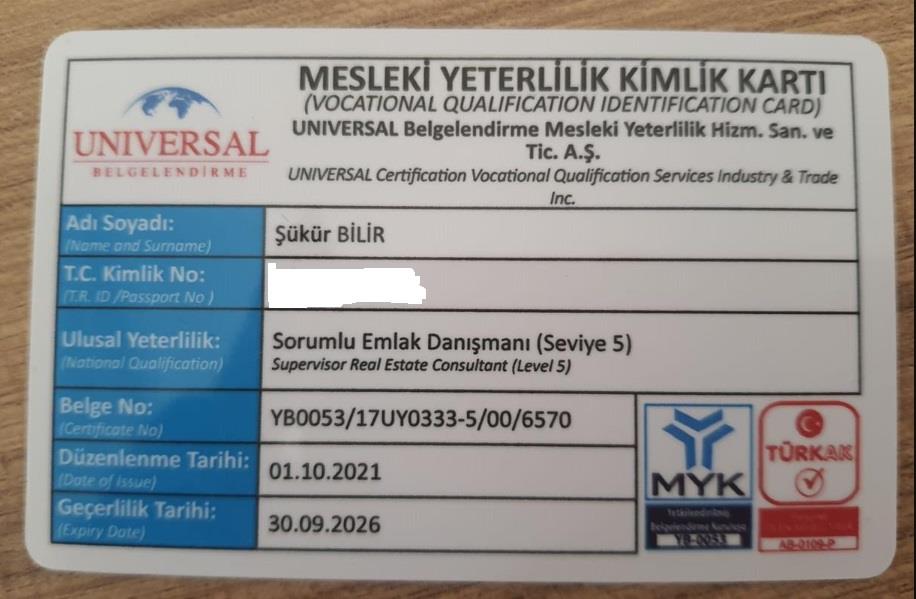 UNIVERSAL
BELGELENDİRME
MESLEKİ YETERLİLİK KİMLİK KARTI
(VOCATIONAL QUALIFICATION IDENTIFICATION CARD)
UNIVERSAL Belgelendirme Mesleki Yeterlilik Hizm. San. ve
Tic. A.Ş.
UNIVERSAL Certification Vocational Qualification Services Industry & Trade
Inc.
Adı Soyadı:
(Name and Surname)
Şükür BİLİR
T.C. Kimlik No:
(T.R. ID /Passport No )
Ulusal Yeterlilik:
(National Qualification)
Sorumlu Emlak Danışmanı (Seviye 5)
Supervisor Real Estate Consultant (Level 5)
Belge No:
(Certificate No)
YB0053/17UY0333-5/00/6570
Düzenlenme Tarihi:
(Date of Issue)
01.10.2021
Geçerlilik Tarihi:
(Expiry Date)
30.09.2026
MYK
Yetkilendirilmiş
Belgelendirme Kuruluşu
YB-0053
TÜRKAK
AB-0109-P